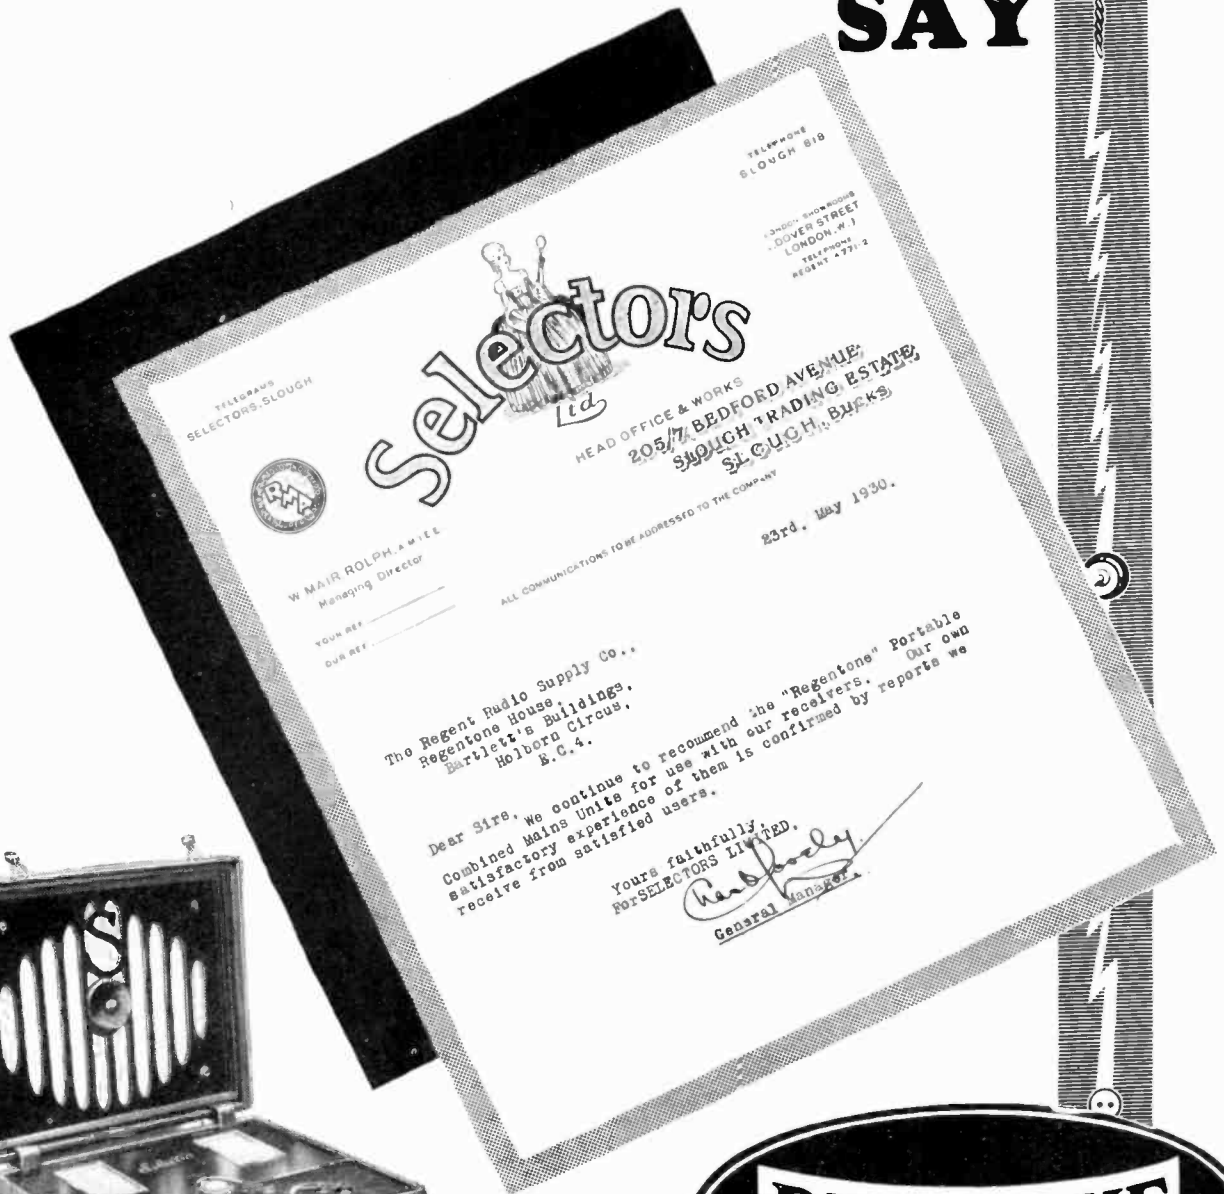 SAY
TELEPHONE
SLOUGH 818
LONDON SHOWROOMS
DOVER STREET
LONDON. W.1
TELEPHONE
REGENT 4771-2
TELEGRAMS
SELECTORS, SLOUGH
Selectors
Ltd
HEAD OFFICE & WORKS
205/7 BEDFORD AVENUE
SLOUGH TRADING ESTATE
SLOUGH, BUCKS
W. MAIR ROLPH, A.M.I.E.E.
Managing Director
YOUR REF
OUR REF
ALL COMMUNICATIONS TO BE ADDRESSED TO THE COMPANY
23rd. May 1930.
The Regent Radio Supply Co.,
Regentone House,
Bartlett's Buildings,
Holborn Circus,
E.C.4.
Dear Sirs,
We continue to recommend the "Regentone" Portable
Combined Mains Units for use with our receivers. Our own
satisfactory experience of them is confirmed by reports we
receive from satisfied users.
Yours faithfully,
ForSELECTORS LIMITED,
General Manager.